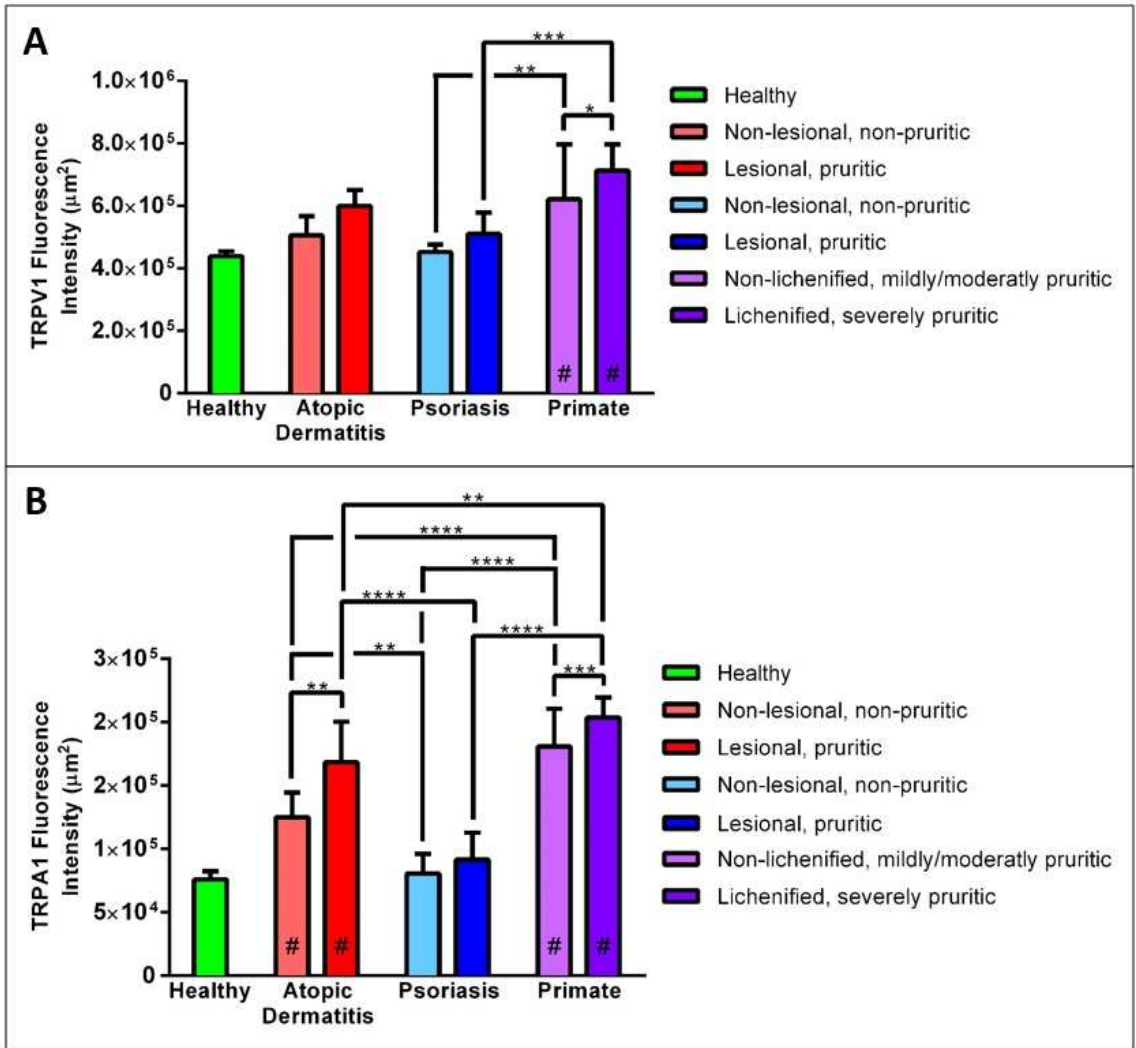 A
***
**
*
1.0×10⁶
8.0×10⁵
6.0×10⁵
4.0×10⁵
2.0×10⁵
0
TRPV1 Fluorescence
Intensity (μm²)
# #
Healthy Atopic Psoriasis Primate
Dermatitis
Healthy
Non-lesional, non-pruritic
Lesional, pruritic
Non-lesional, non-pruritic
Lesional, pruritic
Non-lichenified, mildly/moderatly pruritic
Lichenified, severely pruritic
B
**
****
****
****
****
**
**
***
3×10⁵
2×10⁵
2×10⁵
1×10⁵
5×10⁴
0
TRPA1 Fluorescence
Intensity (μm²)
# # # #
Healthy Atopic Psoriasis Primate
Dermatitis
Healthy
Non-lesional, non-pruritic
Lesional, pruritic
Non-lesional, non-pruritic
Lesional, pruritic
Non-lichenified, mildly/moderatly pruritic
Lichenified, severely pruritic